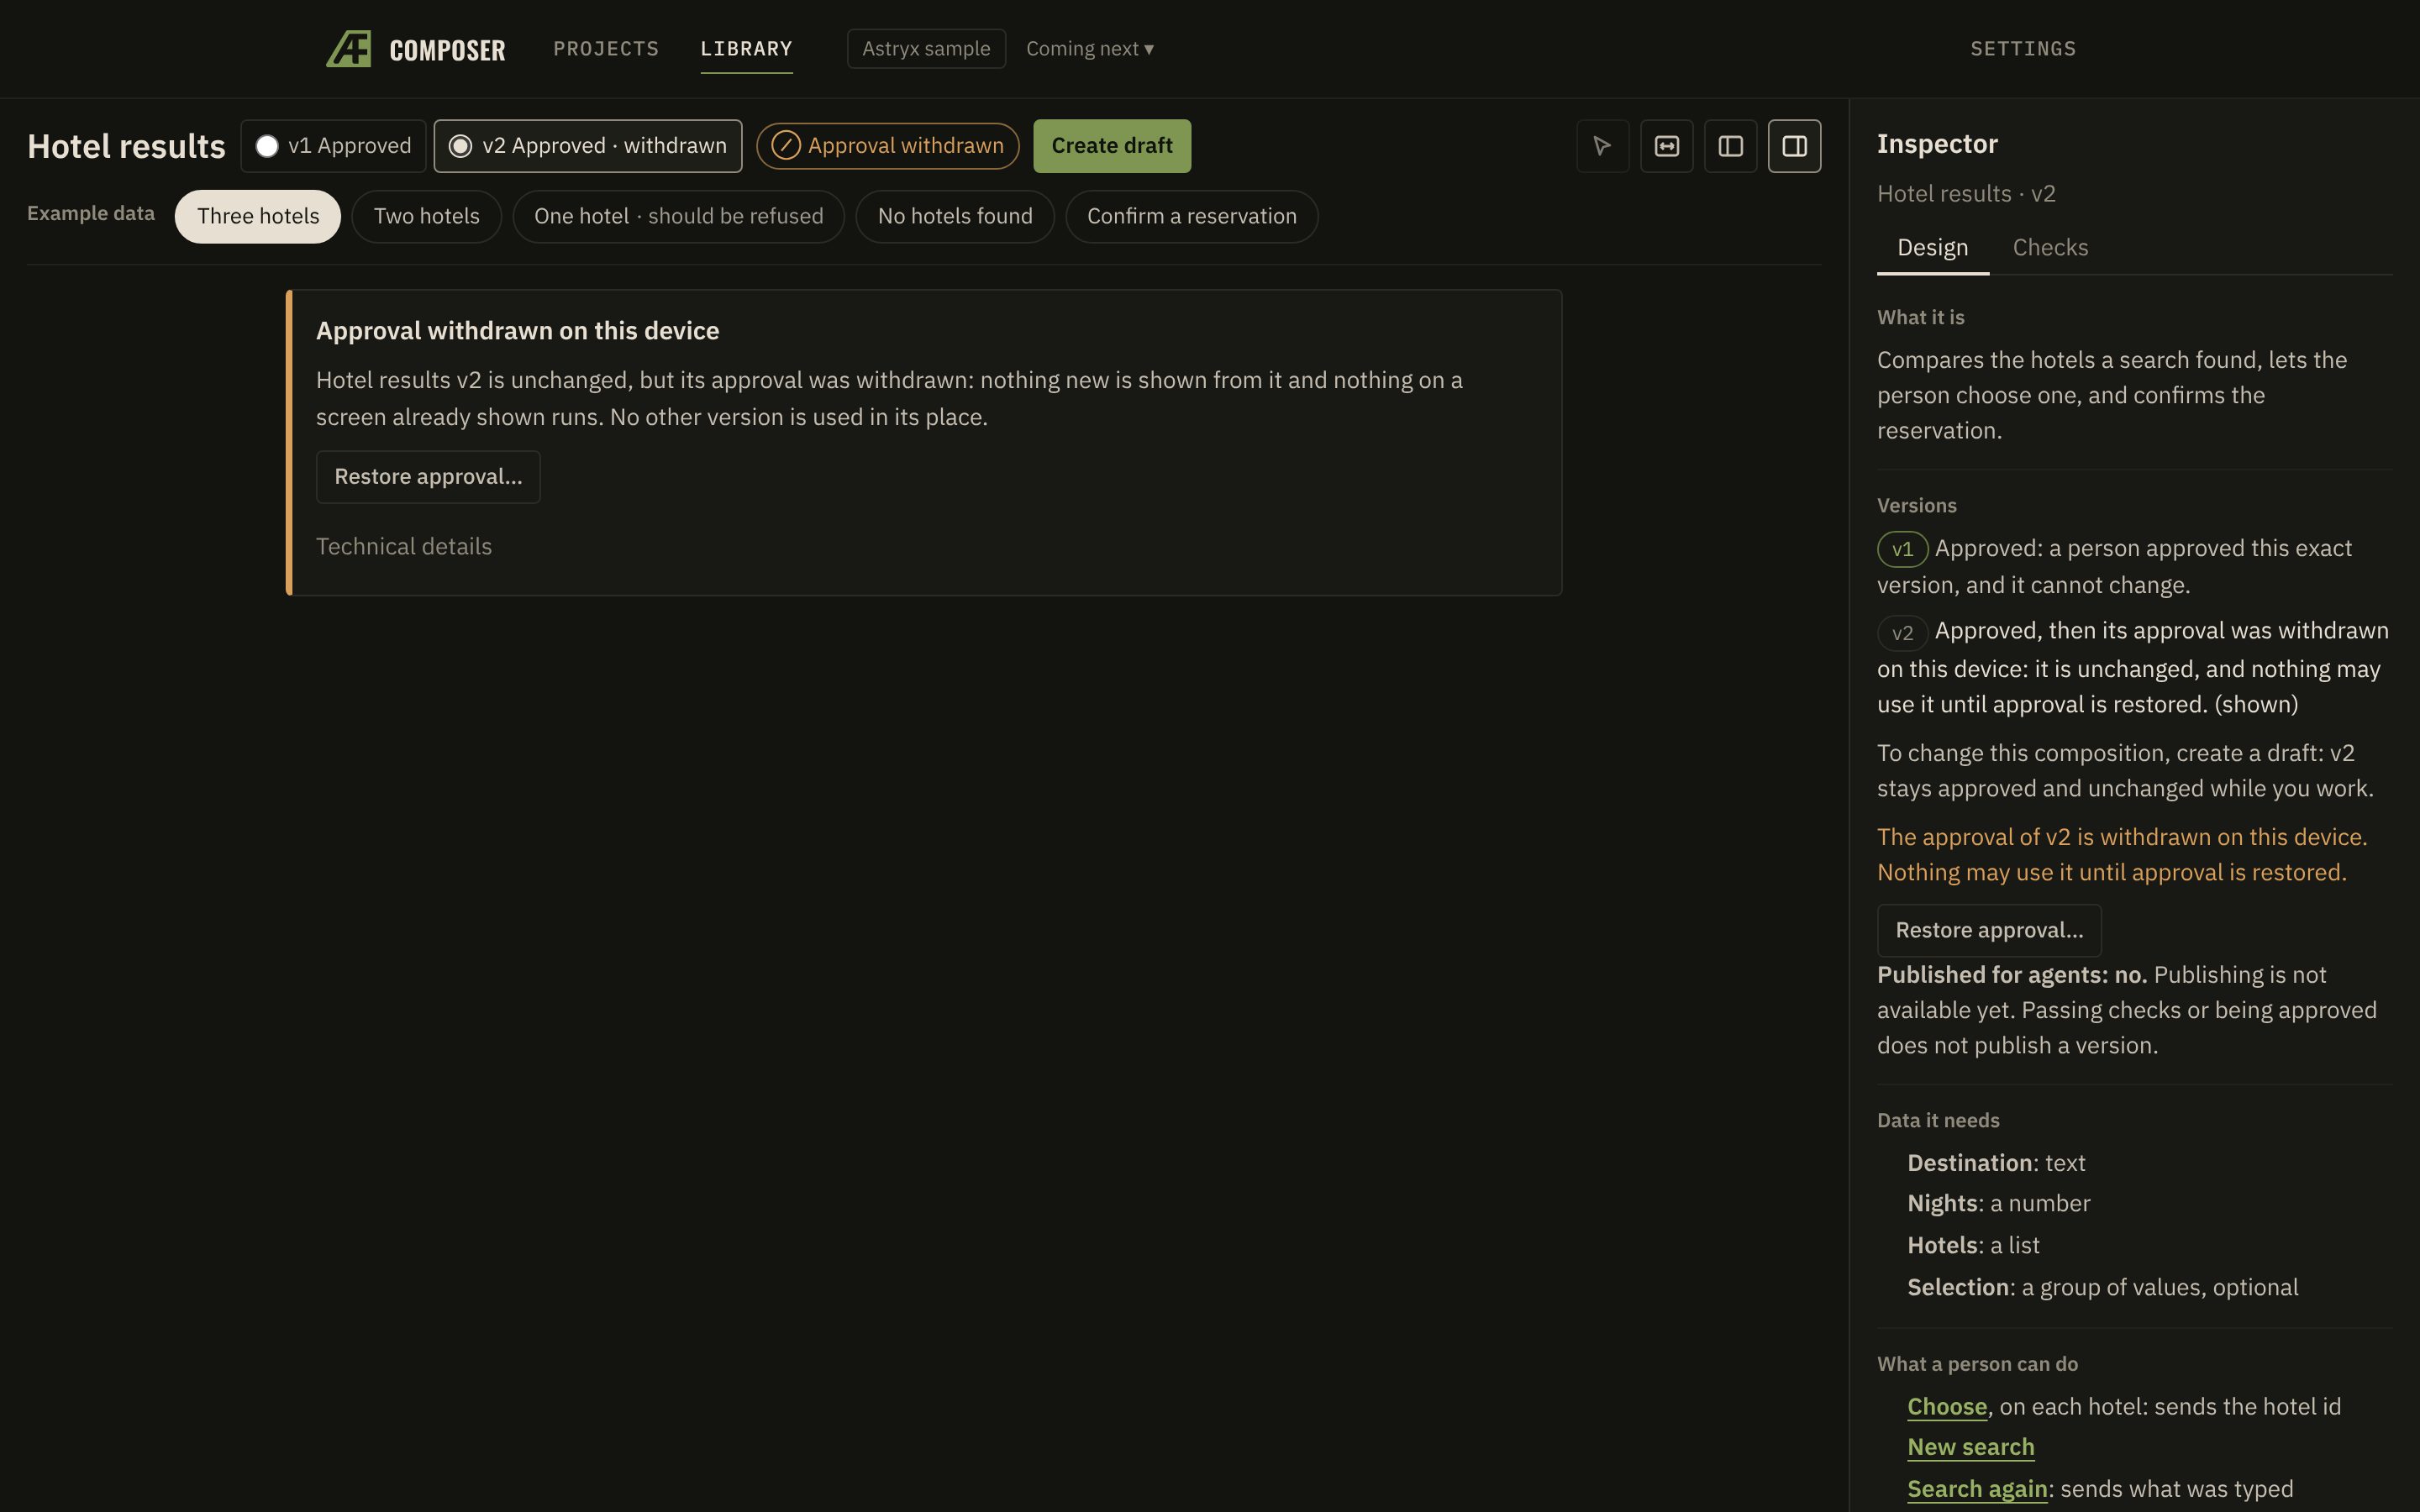 COMPOSER PROJECTS LIBRARY Astryx sample Coming next ▾ SETTINGS
Hotel results v1 Approved v2 Approved · withdrawn Approval withdrawn Create draft
Example data Three hotels Two hotels One hotel · should be refused No hotels found Confirm a reservation
Approval withdrawn on this device
Hotel results v2 is unchanged, but its approval was withdrawn: nothing new is shown from it and nothing on a
screen already shown runs. No other version is used in its place.
Restore approval...
Technical details
Inspector
Hotel results · v2
Design Checks
What it is
Compares the hotels a search found, lets the
person choose one, and confirms the
reservation.
Versions
v1 Approved: a person approved this exact
version, and it cannot change.
v2 Approved, then its approval was withdrawn
on this device: it is unchanged, and nothing may
use it until approval is restored. (shown)
To change this composition, create a draft: v2
stays approved and unchanged while you work.
The approval of v2 is withdrawn on this device.
Nothing may use it until approval is restored.
Restore approval...
Published for agents: no. Publishing is not
available yet. Passing checks or being approved
does not publish a version.
Data it needs
Destination: text
Nights: a number
Hotels: a list
Selection: a group of values, optional
What a person can do
Choose, on each hotel: sends the hotel id
New search
Search again: sends what was typed